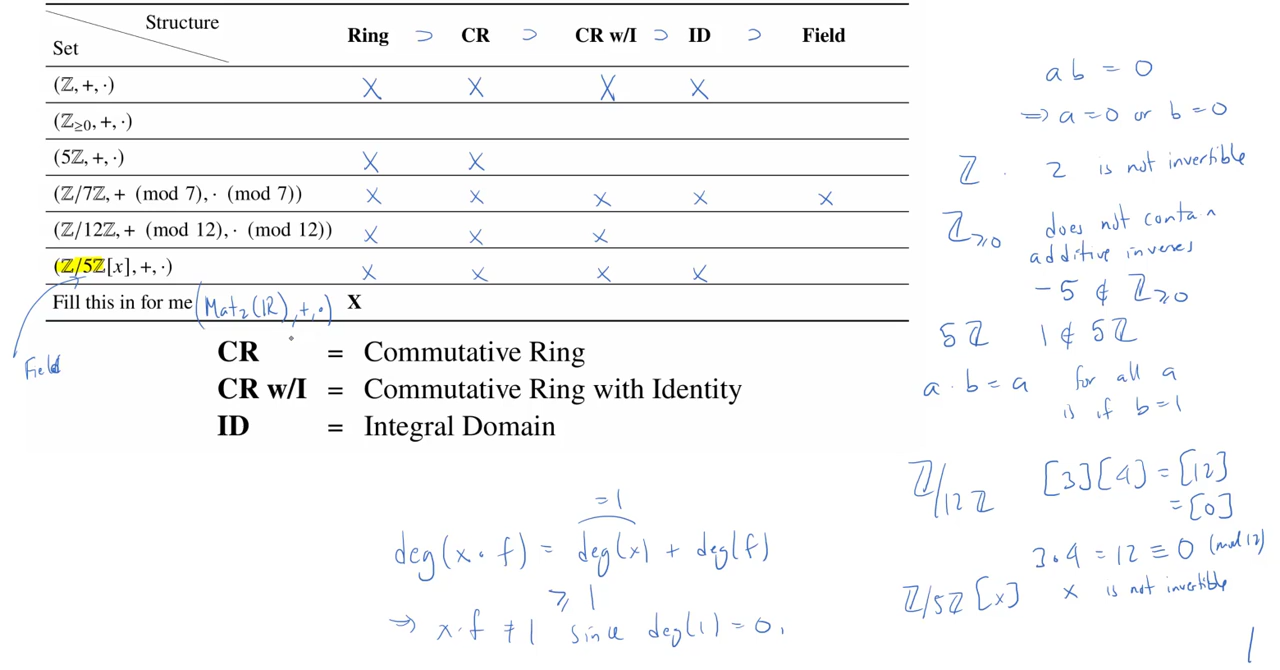 Structure
Set
Ring ⊃ CR ⊃ CR w/I ⊃ ID ⊃ Field
(ℤ, +, ·) X X X X
(ℤ≥0, +, ·)
(5ℤ, +, ·) X X
(ℤ/7ℤ, + (mod 7), · (mod 7)) X X X X X
(ℤ/12ℤ, + (mod 12), · (mod 12)) X X X
(ℤ/5ℤ[x], +, ·) X X X X
Fill this in for me (Mat₂(ℝ), +, ·) X
Field
CR = Commutative Ring
CR w/I = Commutative Ring with Identity
ID = Integral Domain
ab = 0
⇒ a = 0 or b = 0
ℤ . 2 is not invertible
ℤ≥0 does not contain
additive inverses
-5 ∉ ℤ≥0
5ℤ 1 ∉ 5ℤ
a · b = a for all a
is if b = 1
ℤ/12ℤ [3][4] = [12]
= [0]
3·4 = 12 ≡ 0 (mod 12)
ℤ/5ℤ[x] x is not invertible
= 1
deg(x · f) = deg(x) + deg(f)
≥ 1
⇒ x·f ≠ 1 since deg(1) = 0.